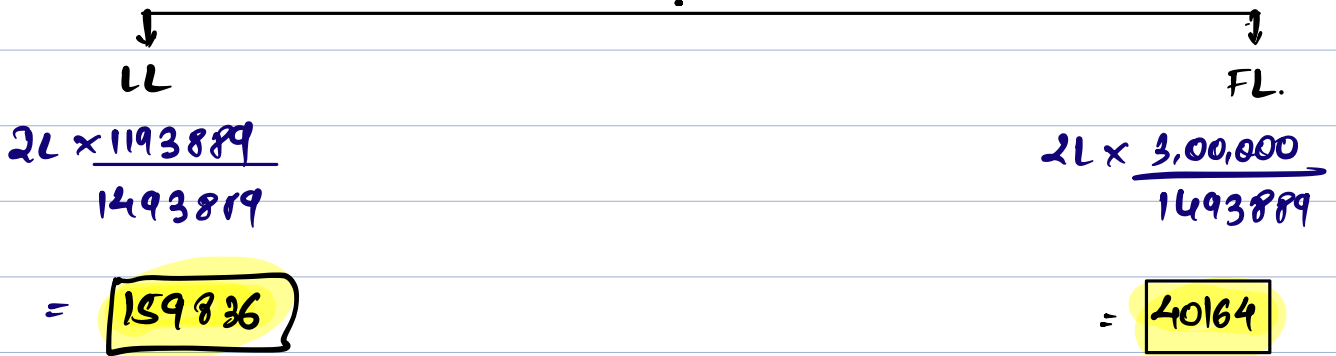 LL FL.
2L × 1193889 2L × 3,00,000
1493889 1493889
= 159836 = 40164